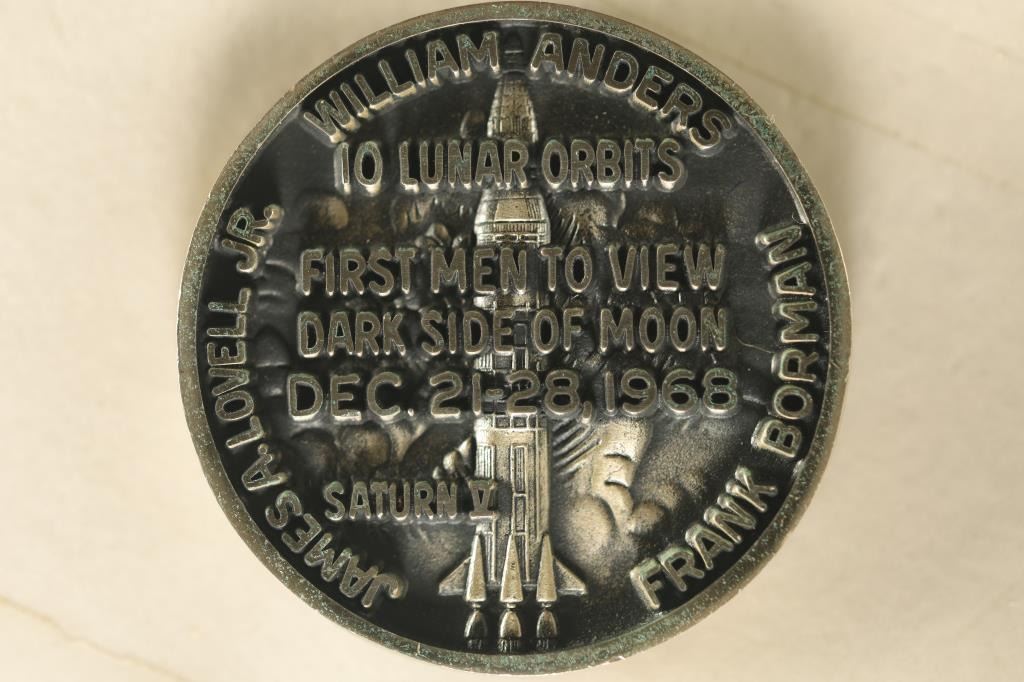 WILLIAM ANDERS
10 LUNAR ORBITS
FIRST MEN TO VIEW
DARK SIDE OF MOON
DEC. 21-28, 1968
SATURN V
JAMES A. LOVELL JR.
FRANK BORMAN